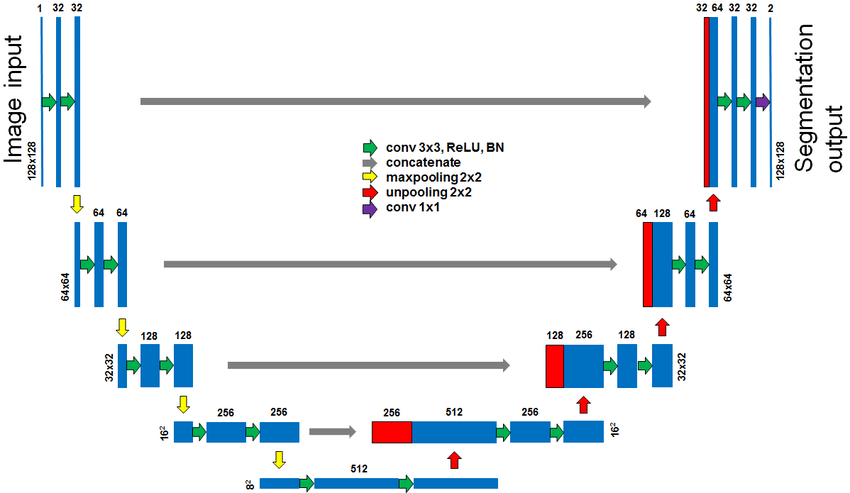 1 32 32
32 64 32 32 2
Image input
128x128
128x128
Segmentation
output
conv 3x3, ReLU, BN
concatenate
maxpooling 2x2
unpooling 2x2
conv 1x1
64 64
64 128 64
64x64
64x64
128 128
128 256 128
32x32
32x32
256 256
256 512 256
16²
16²
512
8²